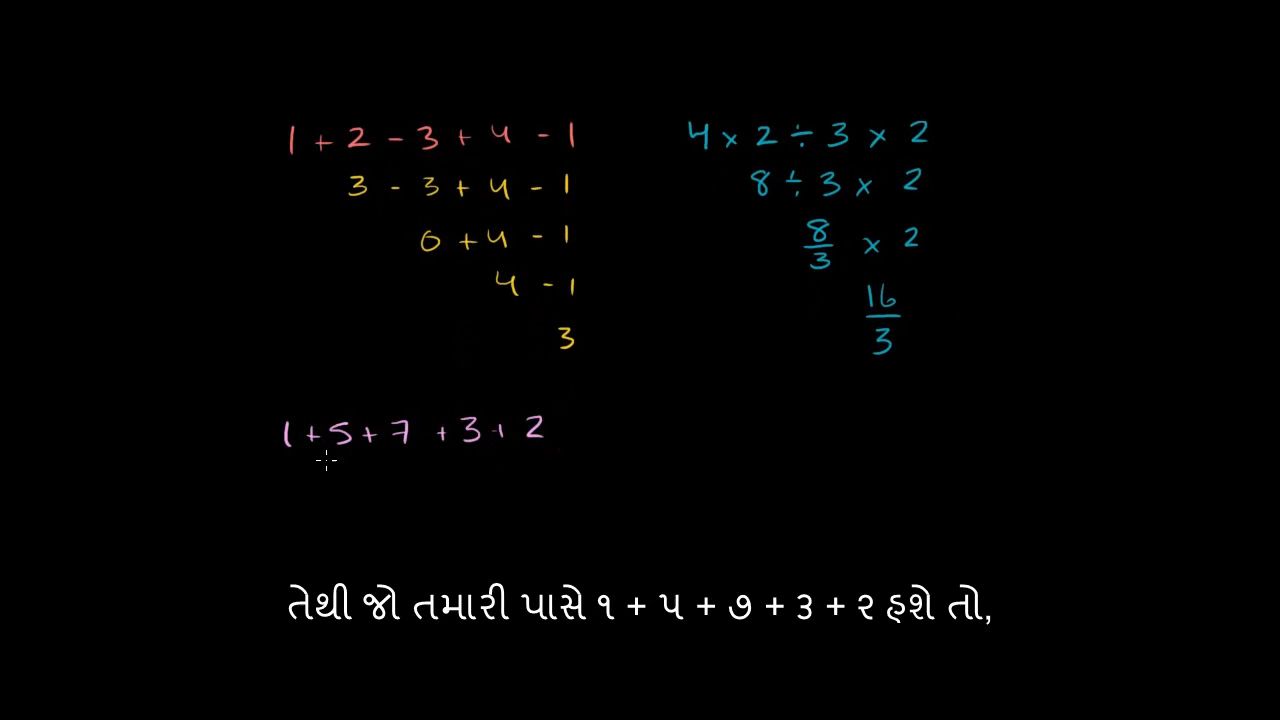 1 + 2 - 3 + 4 - 1
3 - 3 + 4 - 1
0 + 4 - 1
4 - 1
3
4 x 2 ÷ 3 x 2
8 ÷ 3 x 2
8/3 x 2
16/3
1 + 5 + 7 + 3 + 2
તેથી જો તમારી પાસે ૧ + ૫ + ૭ + ૩ + ૨ હશે તો,